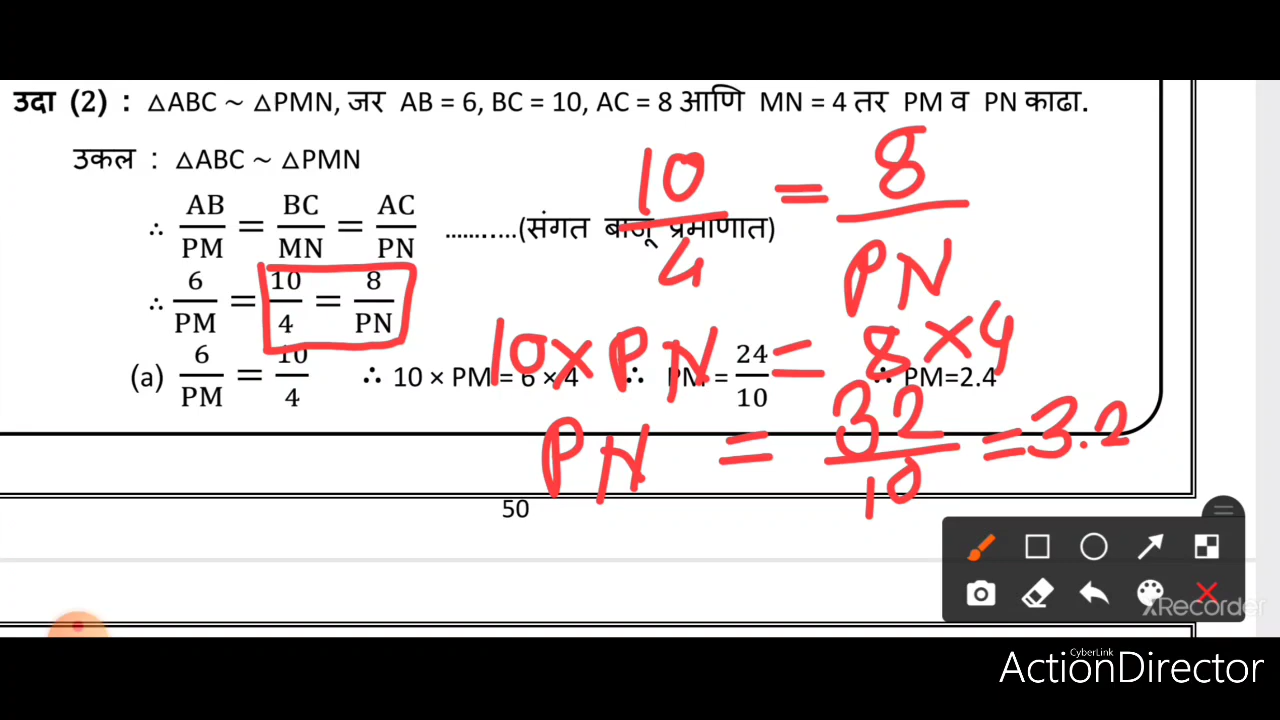 उदा (2) : △ABC ~ △PMN, जर AB = 6, BC = 10, AC = 8 आणि MN = 4 तर PM व PN काढा.
उकल : △ABC ~ △PMN
∴ AB/PM = BC/MN = AC/PN ...........(संगत बाजू प्रमाणात)
10/4 = 8/PN
∴ 6/PM = 10/4 = 8/PN
10×PN = 8×4
(a) 6/PM = 10/4 ∴ 10 × PM = 6 × 4 ∴ PM = 24/10 ∴ PM=2.4
PN = 32/10 = 3.2
50
XRecorder
CyberLink
ActionDirector